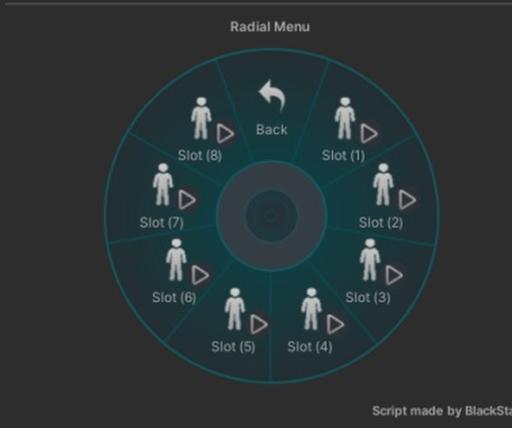 Radial Menu
Back
Slot (1)
Slot (2)
Slot (3)
Slot (4)
Slot (5)
Slot (6)
Slot (7)
Slot (8)
Script made by